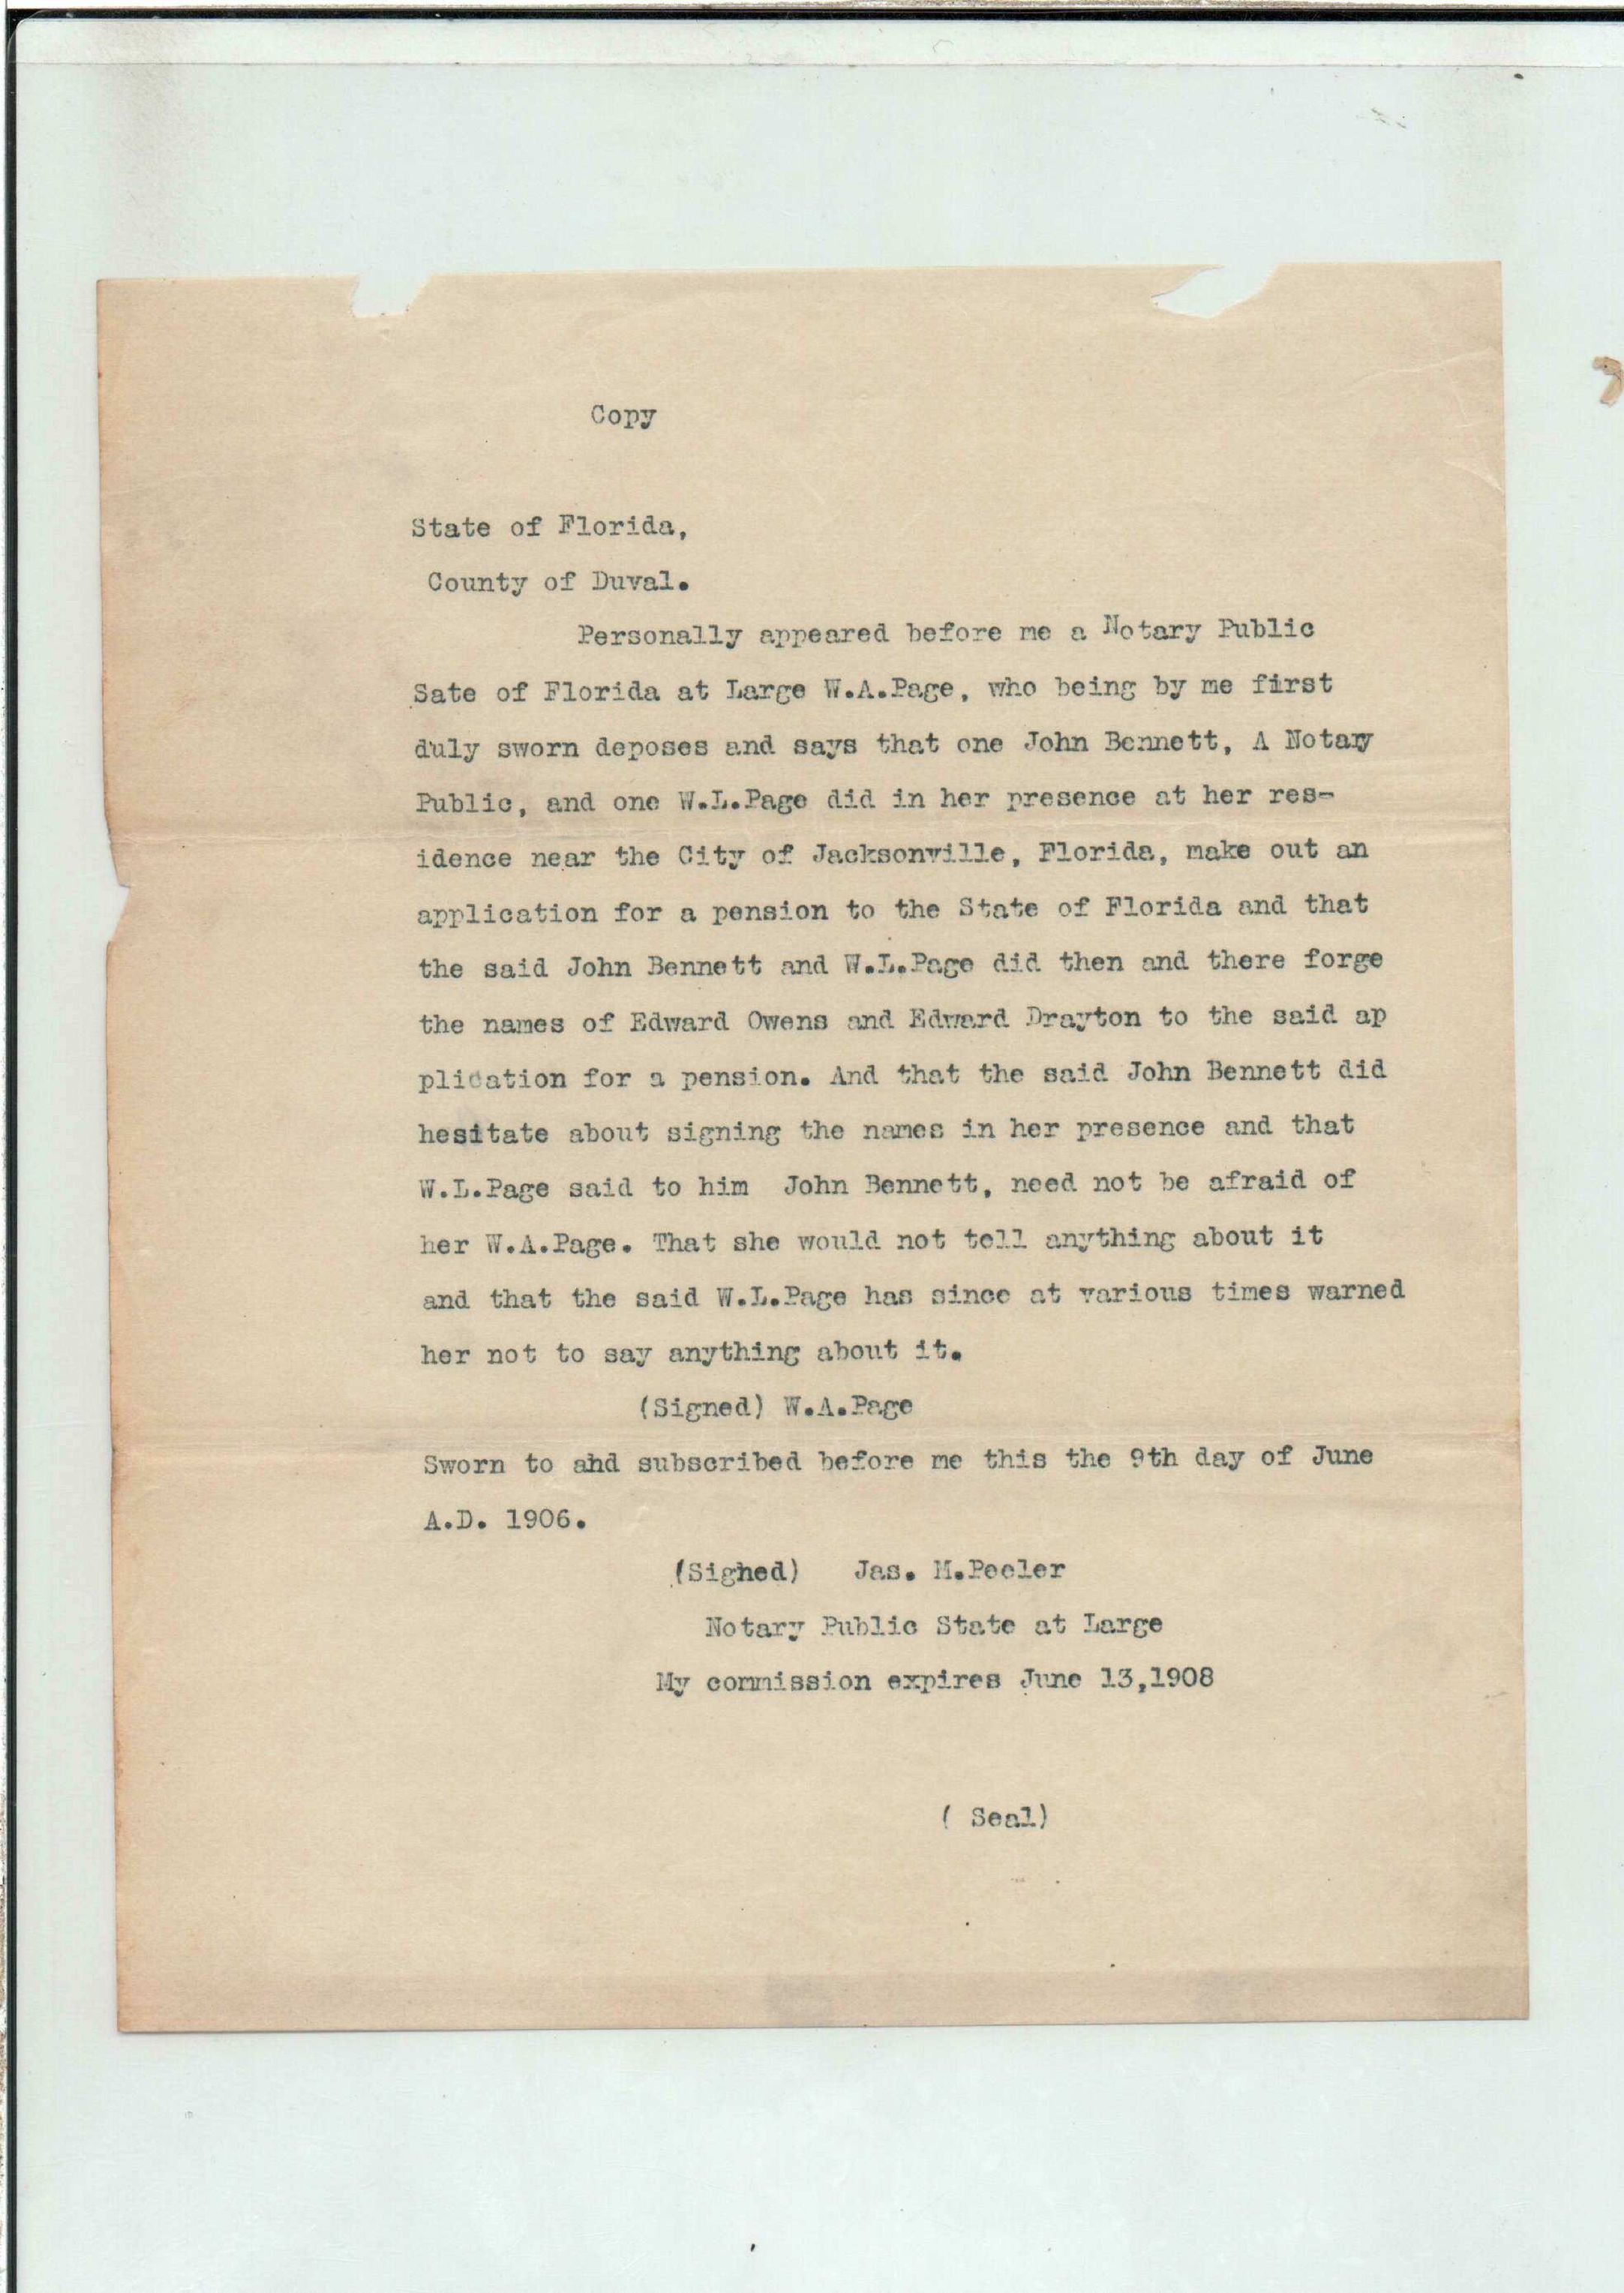 Copy
State of Florida,
County of Duval.
Personally appeared before me a Notary Public
Sate of Florida at Large W.A.Page, who being by me first
duly sworn deposes and says that one John Bennett, A Notary
Public, and one W.L.Page did in her presence at her res-
idence near the City of Jacksonville, Florida, make out an
application for a pension to the State of Florida and that
the said John Bennett and W.L.Page did then and there forge
the names of Edward Owens and Edward Drayton to the said ap
plication for a pension. And that the said John Bennett did
hesitate about signing the names in her presence and that
W.L.Page said to him  John Bennett, need not be afraid of
her W.A.Page. That she would not tell anything about it
and that the said W.L.Page has since at various times warned
her not to say anything about it.
(Signed) W.A.Page
Sworn to ahd subscribed before me this the 9th day of June
A.D. 1906.
(Sighed)   Jas. M.Peeler
Notary Public State at Large
My commission expires June 13,1908
( Seal)